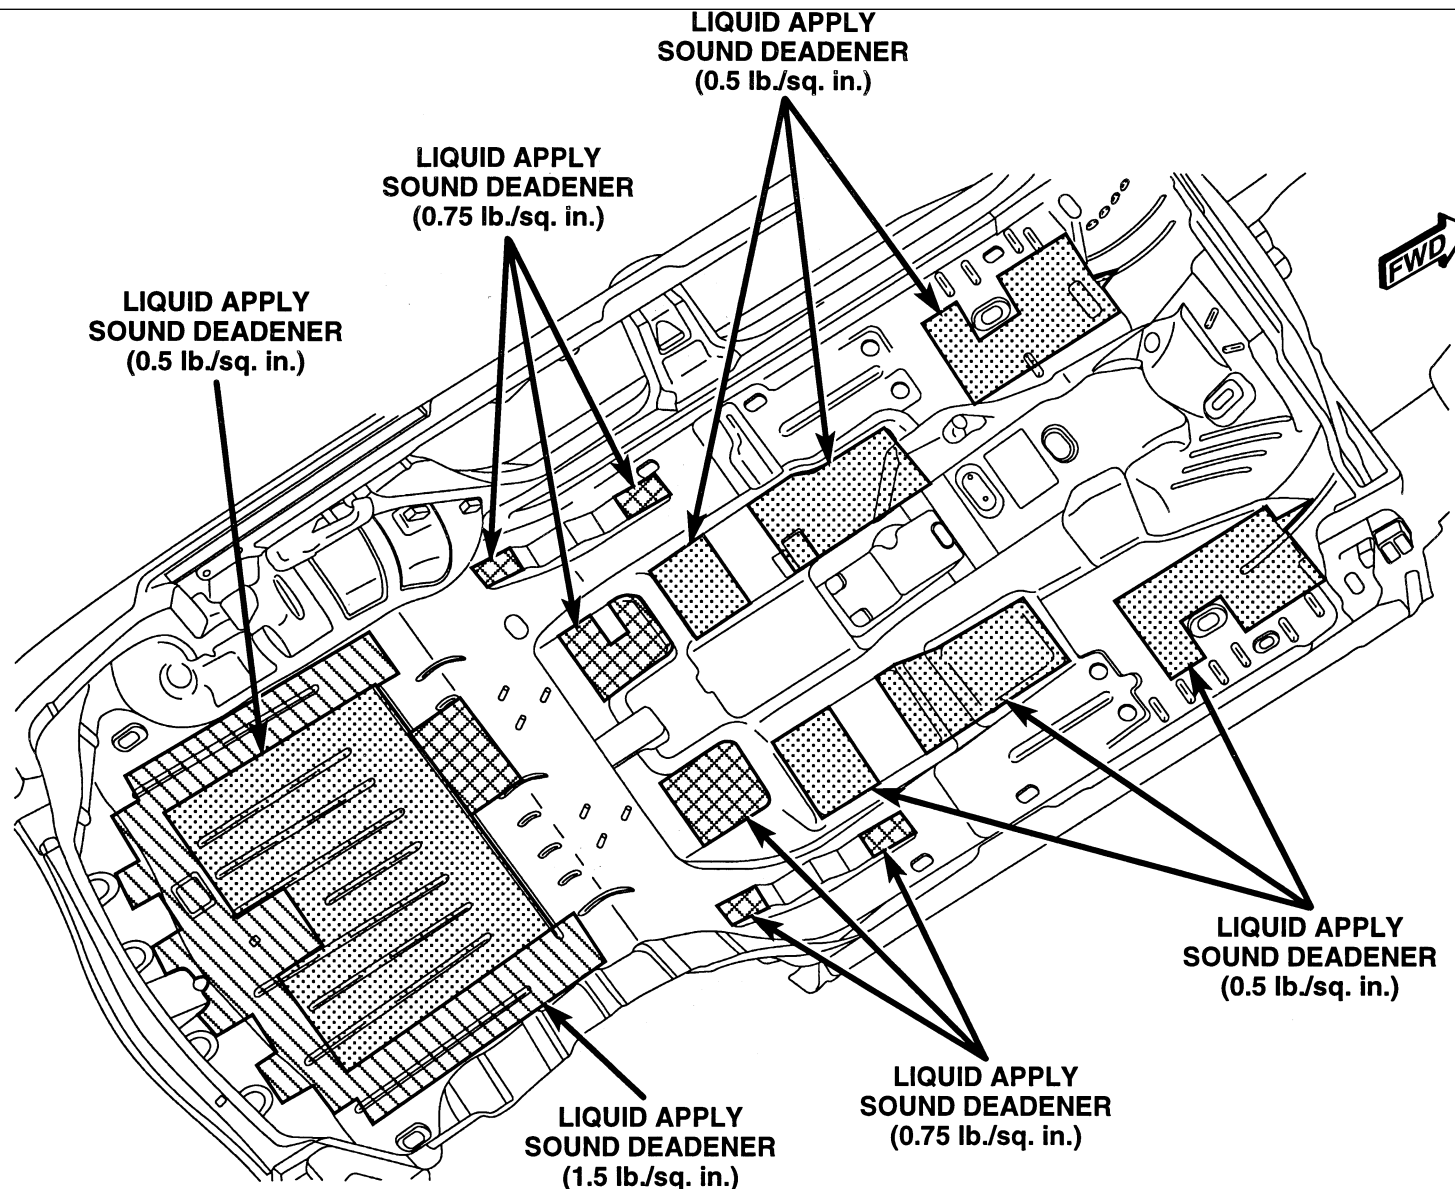 LIQUID APPLY
SOUND DEADENER
(0.5 lb./sq. in.)
LIQUID APPLY
SOUND DEADENER
(0.75 lb./sq. in.)
LIQUID APPLY
SOUND DEADENER
(0.5 lb./sq. in.)
FWD
LIQUID APPLY
SOUND DEADENER
(0.5 lb./sq. in.)
LIQUID APPLY
SOUND DEADENER
(0.75 lb./sq. in.)
LIQUID APPLY
SOUND DEADENER
(1.5 lb./sq. in.)